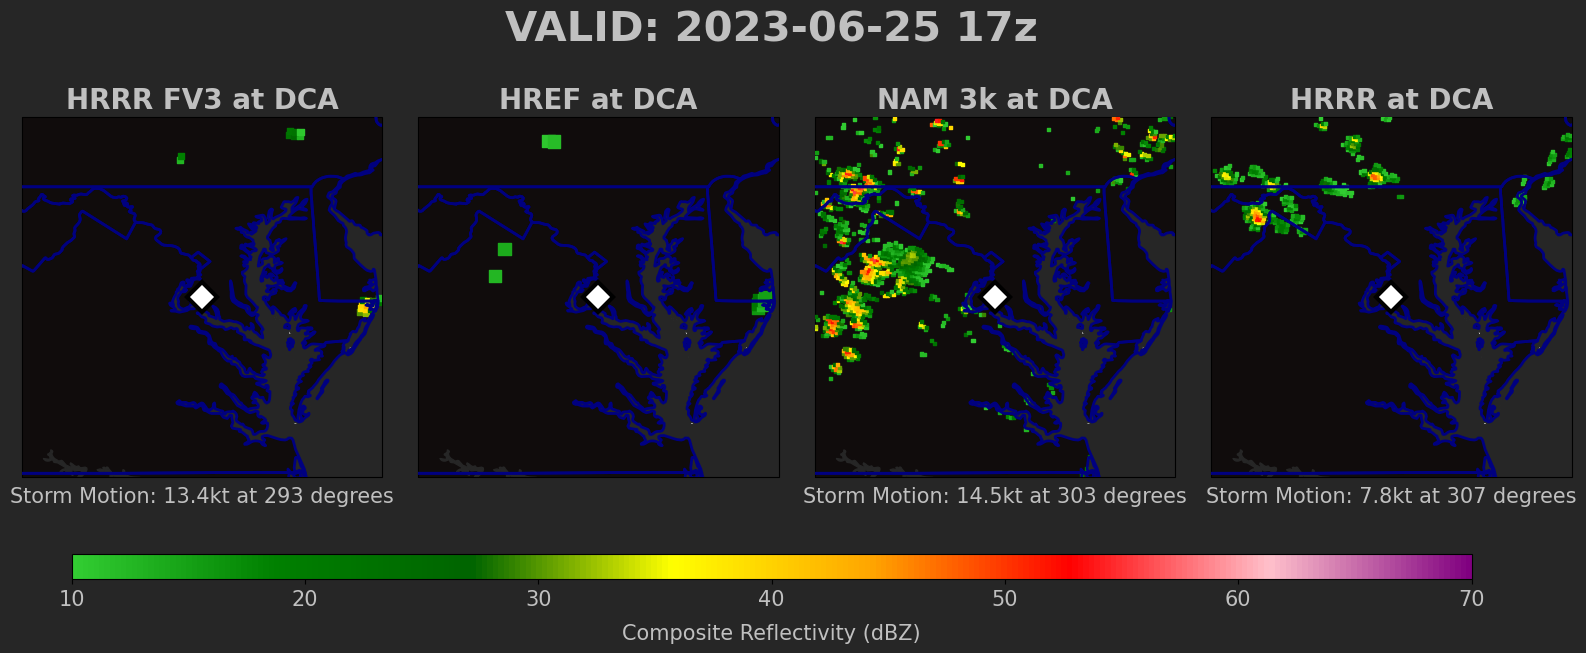 VALID: 2023-06-25 17z
HRRR FV3 at DCA
HREF at DCA
NAM 3k at DCA
HRRR at DCA
Storm Motion: 13.4kt at 293 degrees
Storm Motion: 14.5kt at 303 degrees
Storm Motion: 7.8kt at 307 degrees
10 20 30 40 50 60 70
Composite Reflectivity (dBZ)